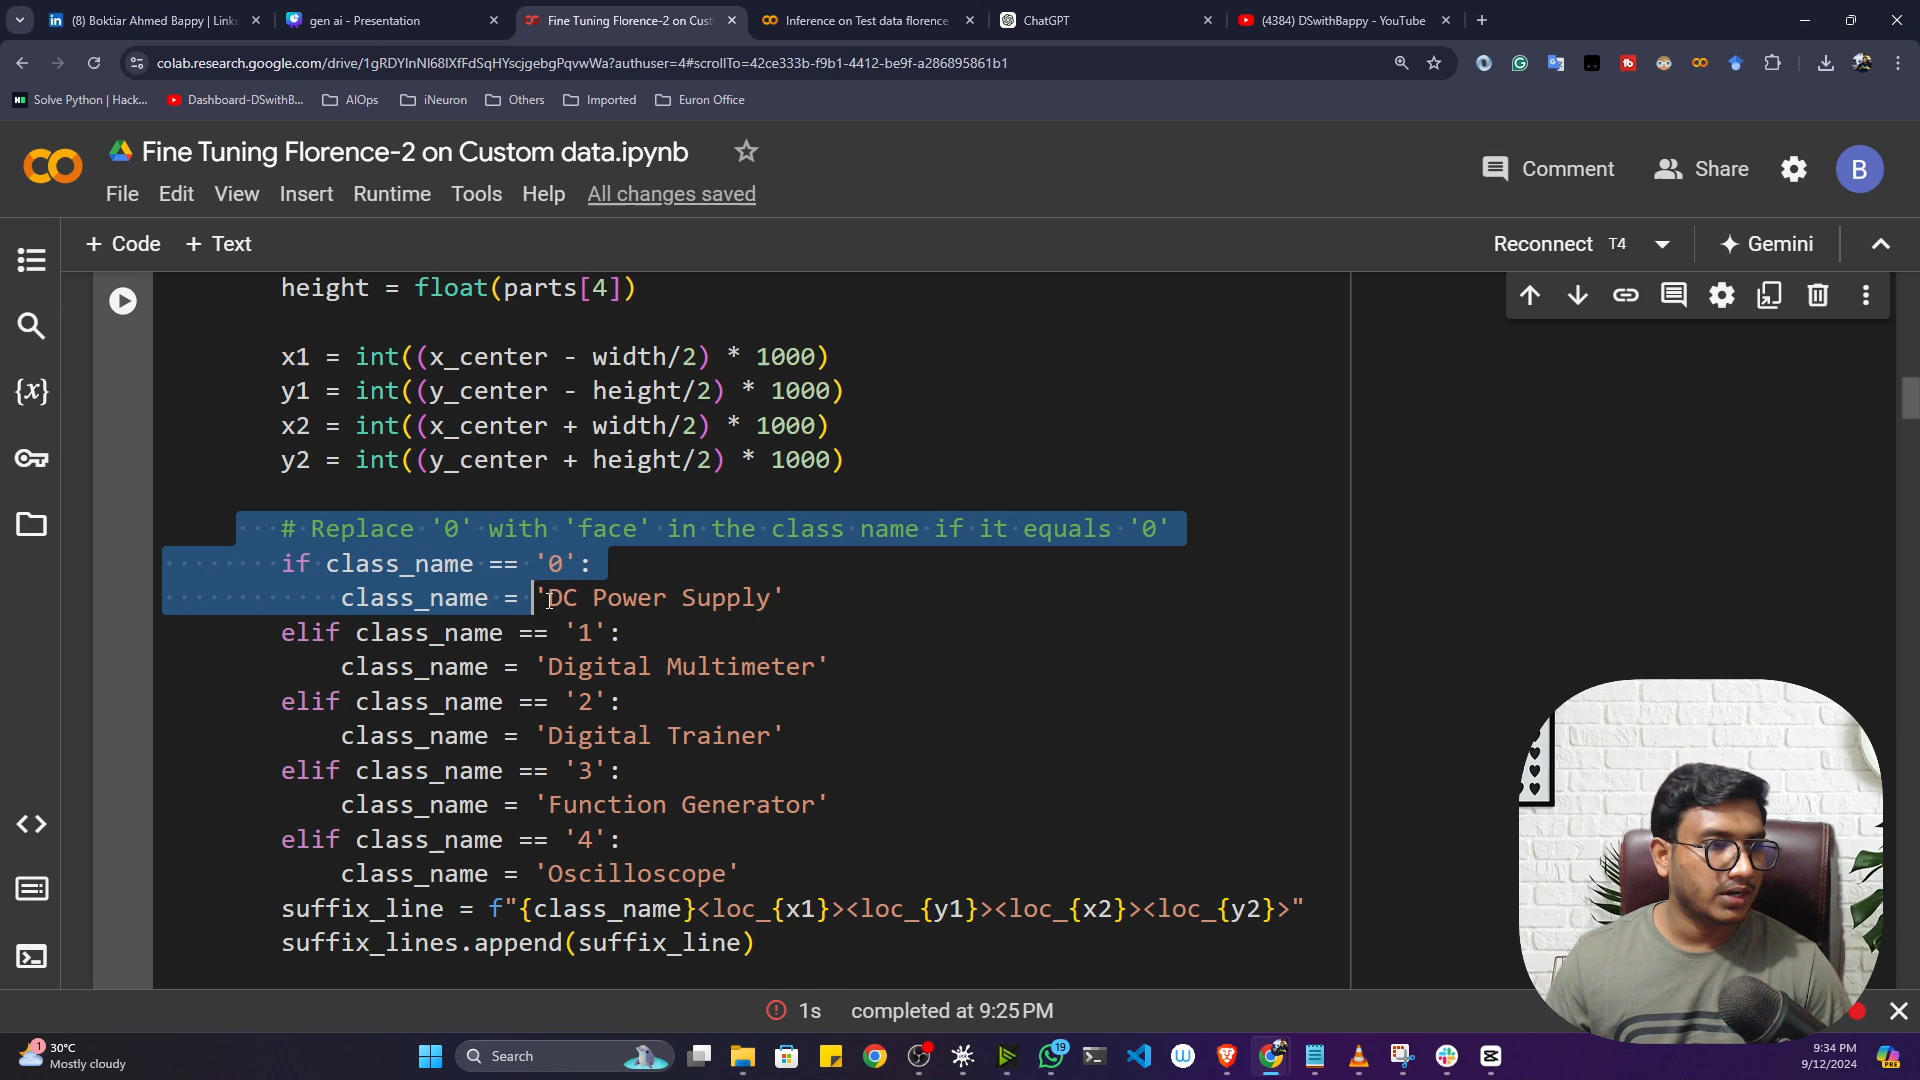 (8) Boktiar Ahmed Bappy | Linke
gen ai - Presentation
Fine Tuning Florence-2 on Cust
Inference on Test data florence
ChatGPT
(4384) DSwithBappy - YouTube
colab.research.google.com/drive/1gRDYlnNl68IXfFdSqHYscjgebgPqvwWa?authuser=4#scrollTo=42ce333b-f9b1-4412-be9f-a286895861b1
Solve Python | Hack...
Dashboard-DSwithB...
AIOps
iNeuron
Others
Imported
Euron Office
Fine Tuning Florence-2 on Custom data.ipynb
Comment
Share
B
File Edit View Insert Runtime Tools Help All changes saved
+ Code + Text
Reconnect T4
Gemini
height = float(parts[4])
x1 = int((x_center - width/2) * 1000)
y1 = int((y_center - height/2) * 1000)
x2 = int((x_center + width/2) * 1000)
y2 = int((y_center + height/2) * 1000)
# Replace '0' with 'face' in the class name if it equals '0'
if class_name == '0':
class_name = 'DC Power Supply'
elif class_name == '1':
class_name = 'Digital Multimeter'
elif class_name == '2':
class_name = 'Digital Trainer'
elif class_name == '3':
class_name = 'Function Generator'
elif class_name == '4':
class_name = 'Oscilloscope'
suffix_line = f"{class_name}<loc_{x1}><loc_{y1}><loc_{x2}><loc_{y2}>"
suffix_lines.append(suffix_line)
1s completed at 9:25 PM
1
30°C
Mostly cloudy
Search
19
9:34 PM
9/12/2024